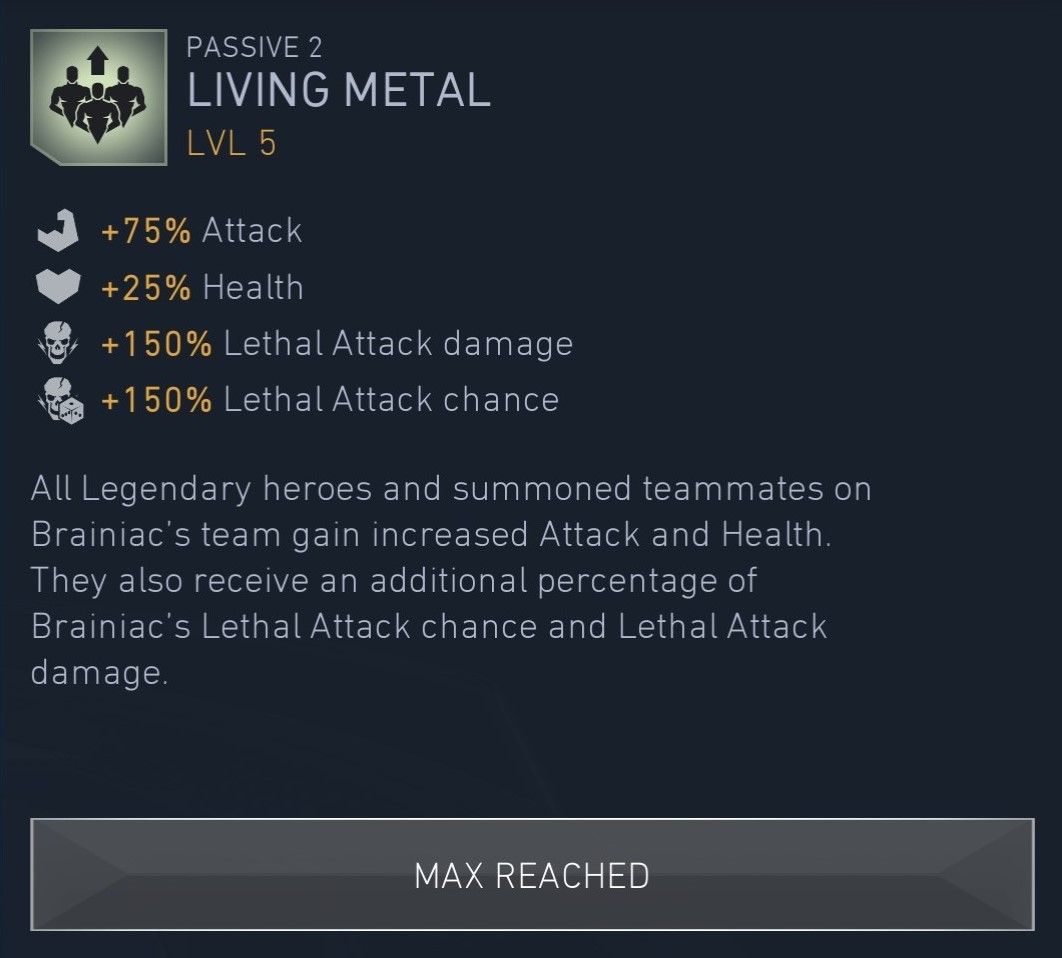 PASSIVE 2
LIVING METAL
LVL 5
+75% Attack
+25% Health
+150% Lethal Attack damage
+150% Lethal Attack chance
All Legendary heroes and summoned teammates on
Brainiac's team gain increased Attack and Health.
They also receive an additional percentage of
Brainiac's Lethal Attack chance and Lethal Attack
damage.
MAX REACHED